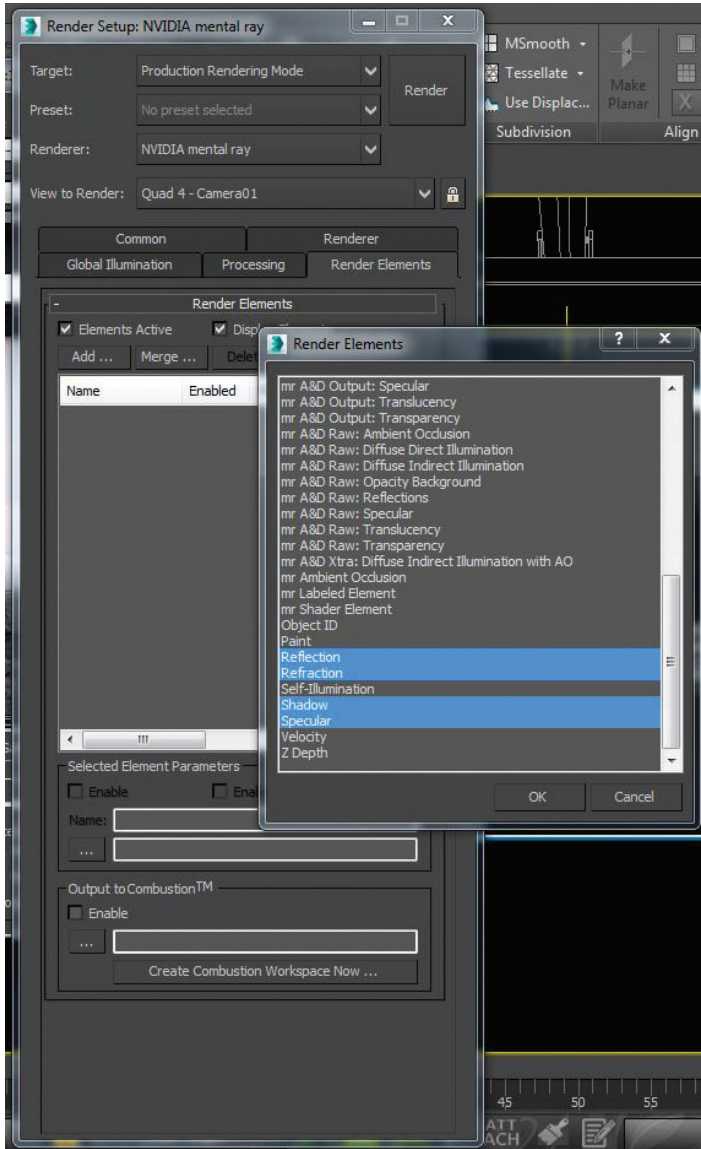 Render Setup: NVIDIA mental ray
Target: Production Rendering Mode
Render
Preset: No preset selected
Renderer: NVIDIA mental ray
View to Render: Quad 4 - Camera01
Common Renderer
Global Illumination Processing Render Elements
- Render Elements
Elements Active
Add ... Merge ...
Name Enabled
Selected Element Parameters
Enable
Name:
...
Output to Combustion™
Enable
...
Create Combustion Workspace Now ...
MSmooth
Tessellate
Use Displac...
Make
Planar
X
Subdivision Align
Render Elements ? X
mr A&D Output: Specular
mr A&D Output: Translucency
mr A&D Output: Transparency
mr A&D Raw: Ambient Occlusion
mr A&D Raw: Diffuse Direct Illumination
mr A&D Raw: Diffuse Indirect Illumination
mr A&D Raw: Opacity Background
mr A&D Raw: Reflections
mr A&D Raw: Specular
mr A&D Raw: Translucency
mr A&D Raw: Transparency
mr A&D Xtra: Diffuse Indirect Illumination with AO
mr Ambient Occlusion
mr Labeled Element
mr Shader Element
Object ID
Paint
Reflection
Refraction
Self-Illumination
Shadow
Specular
Velocity
Z Depth
OK Cancel
45 50 55
ATT
ACH